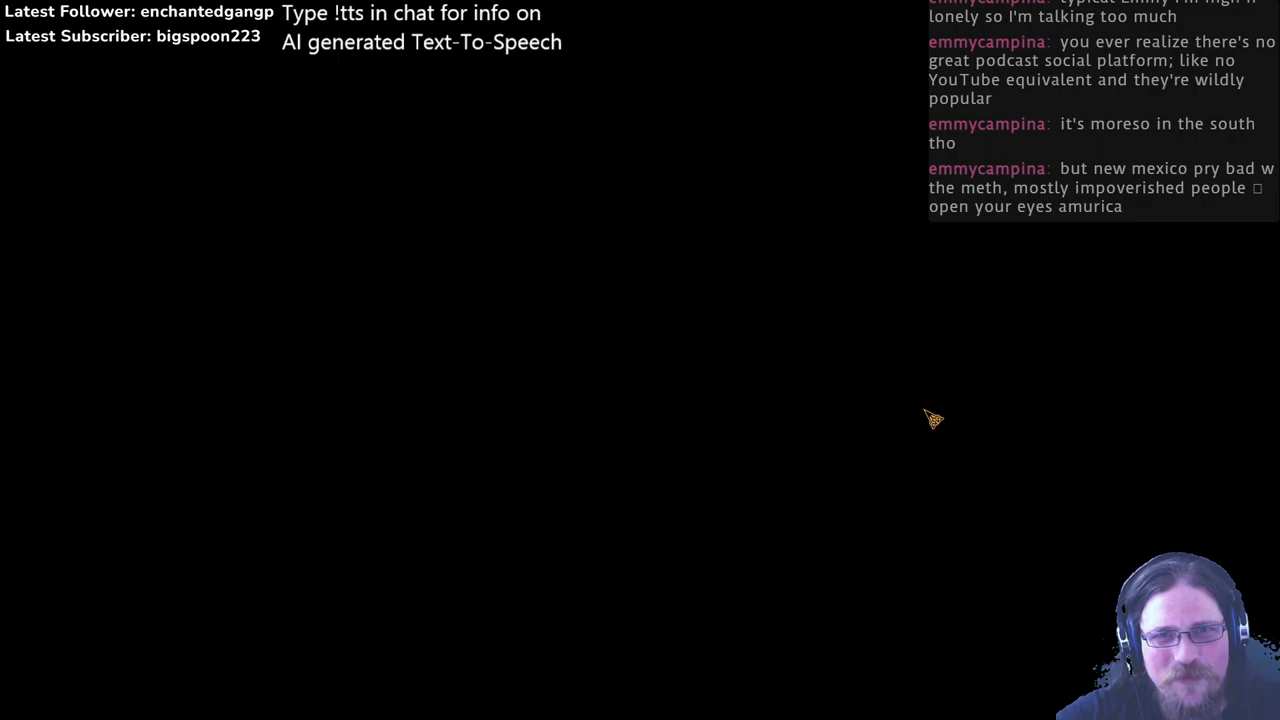 Latest Follower: enchantedgangp
Latest Subscriber: bigspoon223
Type !tts in chat for info on
AI generated Text-To-Speech
lonely so I'm talking too much
emmycampina: you ever realize there's no
great podcast social platform; like no
YouTube equivalent and they're wildly
popular
emmycampina: it's moreso in the south
tho
emmycampina: but new mexico pry bad w
the meth, mostly impoverished people
open your eyes amurica